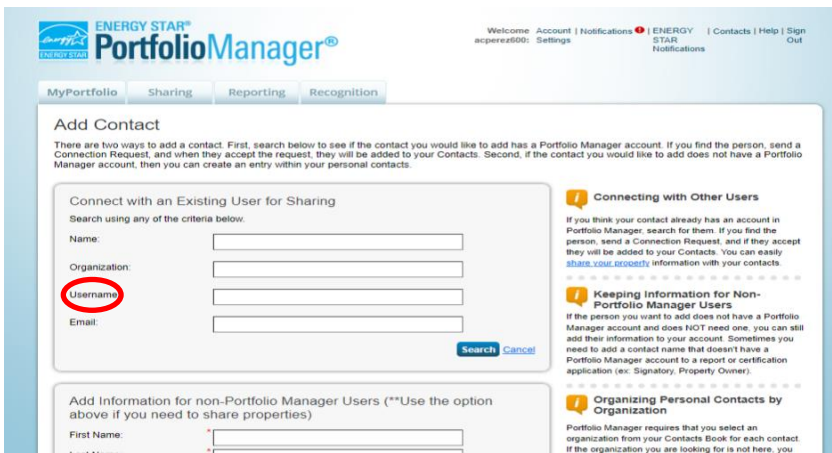 ENERGY STAR®
PortfolioManager®
energy
ENERGY STAR
Welcome acperez600:
Account Settings | Notifications | ENERGY STAR Notifications | Contacts | Help | Sign Out
MyPortfolio Sharing Reporting Recognition
Add Contact
There are two ways to add a contact. First, search below to see if the contact you would like to add has a Portfolio Manager account. If you find the person, send a
Connection Request, and when they accept the request, they will be added to your Contacts. Second, if the contact you would like to add does not have a Portfolio
Manager account, then you can create an entry within your personal contacts.
Connect with an Existing User for Sharing
Search using any of the criteria below.
Name:
Organization:
Username
Email:
Search Cancel
Add Information for non-Portfolio Manager Users (**Use the option
above if you need to share properties)
First Name: *
Connecting with Other Users
If you think your contact already has an account in
Portfolio Manager, search for them. If you find the
person, send a Connection Request, and if they accept
they will be added to your Contacts. You can easily
share your property information with your contacts.
Keeping Information for Non-
Portfolio Manager Users
If the person you want to add does not have a Portfolio
Manager account and does NOT need one, you can still
add their information to your account. Sometimes you
need to add a contact name that doesn't have a
Portfolio Manager account to a report or certification
application (ex: Signatory, Property Owner).
Organizing Personal Contacts by
Organization
Portfolio Manager requires that you select an
organization from your Contacts Book for each contact.
If the organization you are looking for is not here, you